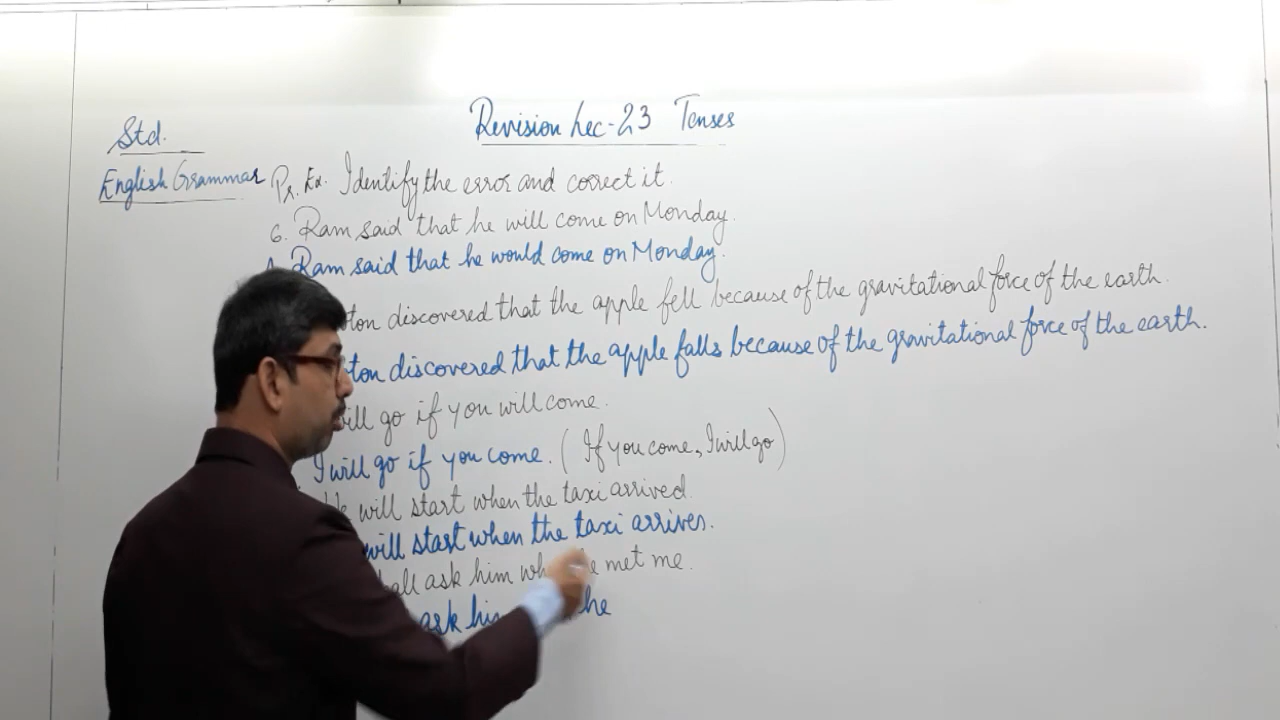 Revision Lec-23 Tenses
Std.
English Grammar
Pr. Ex. Identify the error and correct it.
6. Ram said that he will come on Monday.
Ram said that he would come on Monday.
discovered that the apple fell because of the gravitational force of the earth.
discovered that the apple falls because of the gravitational force of the earth.
go if you will come.
I will go if you come. (If you come, I will go)
will start when the taxi arrived.
will start when the taxi arrives.
ask him met me.
ask he